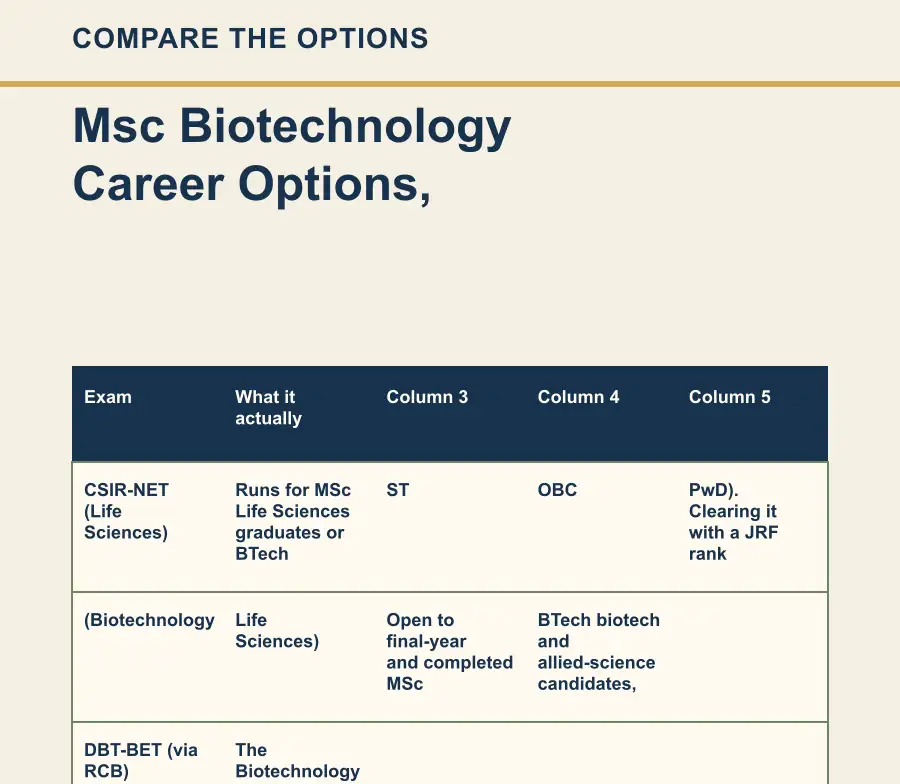 COMPARE THE OPTIONS
Msc Biotechnology
Career Options,
Exam
What it
actually
Column 3
Column 4
Column 5
CSIR-NET
(Life
Sciences)
Runs for MSc
Life Sciences
graduates or
BTech
ST
OBC
PwD).
Clearing it
with a JRF
rank
(Biotechnology
Life
Sciences)
Open to
final-year
and completed
MSc
BTech biotech
and
allied-science
candidates,
DBT-BET (via
RCB)
The
Biotechnology